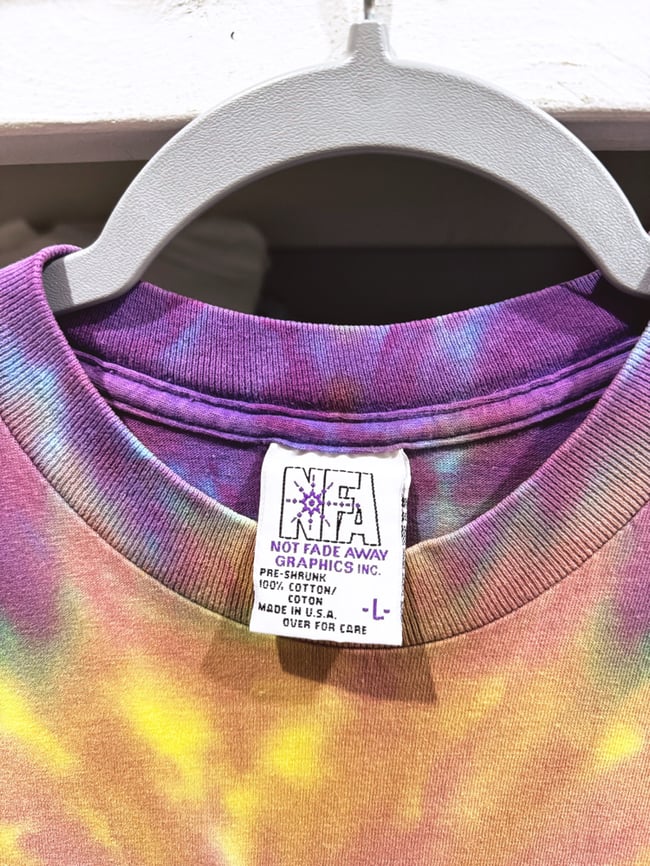 NFA
NOT FADE AWAY
GRAPHICS INC.
PRE-SHRUNK
100% COTTON/
COTON
MADE IN U.S.A.
-L-
OVER FOR CARE